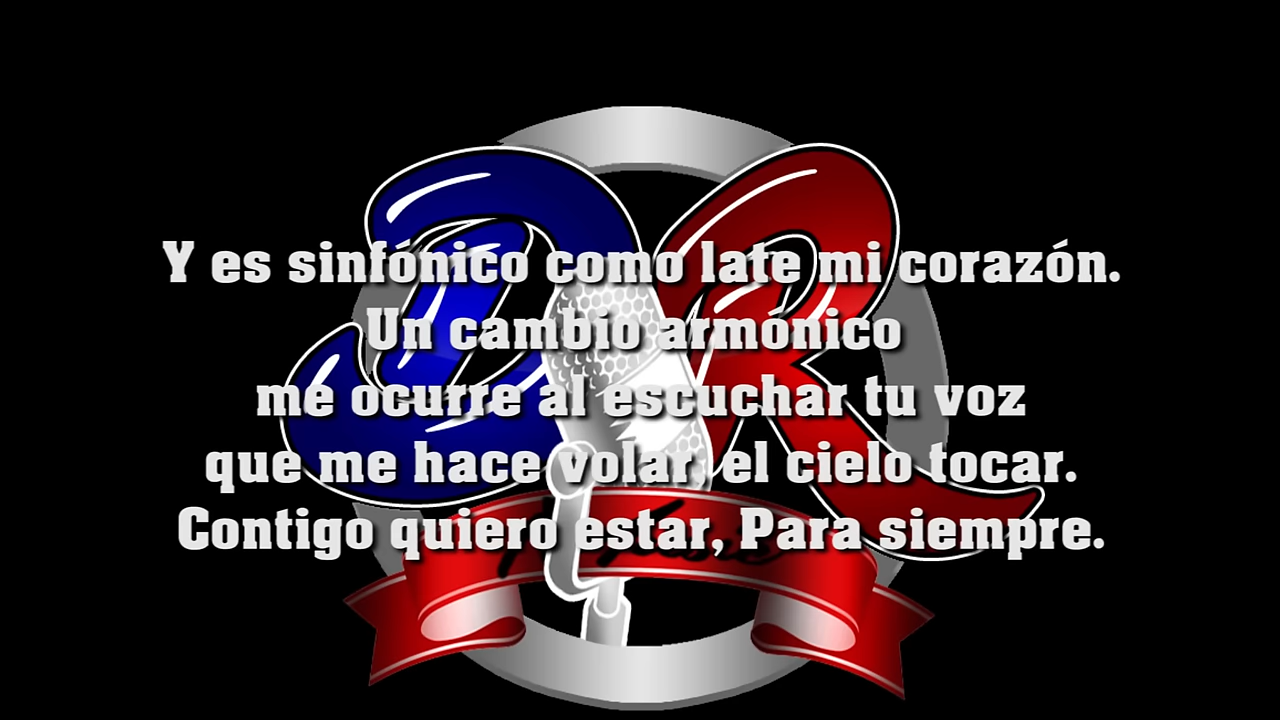 Y es sinfónico como late mi corazón.
Un cambio armónico
me ocurre al escuchar tu voz
que me hace volar, el cielo tocar.
Contigo quiero estar, Para siempre.
DR